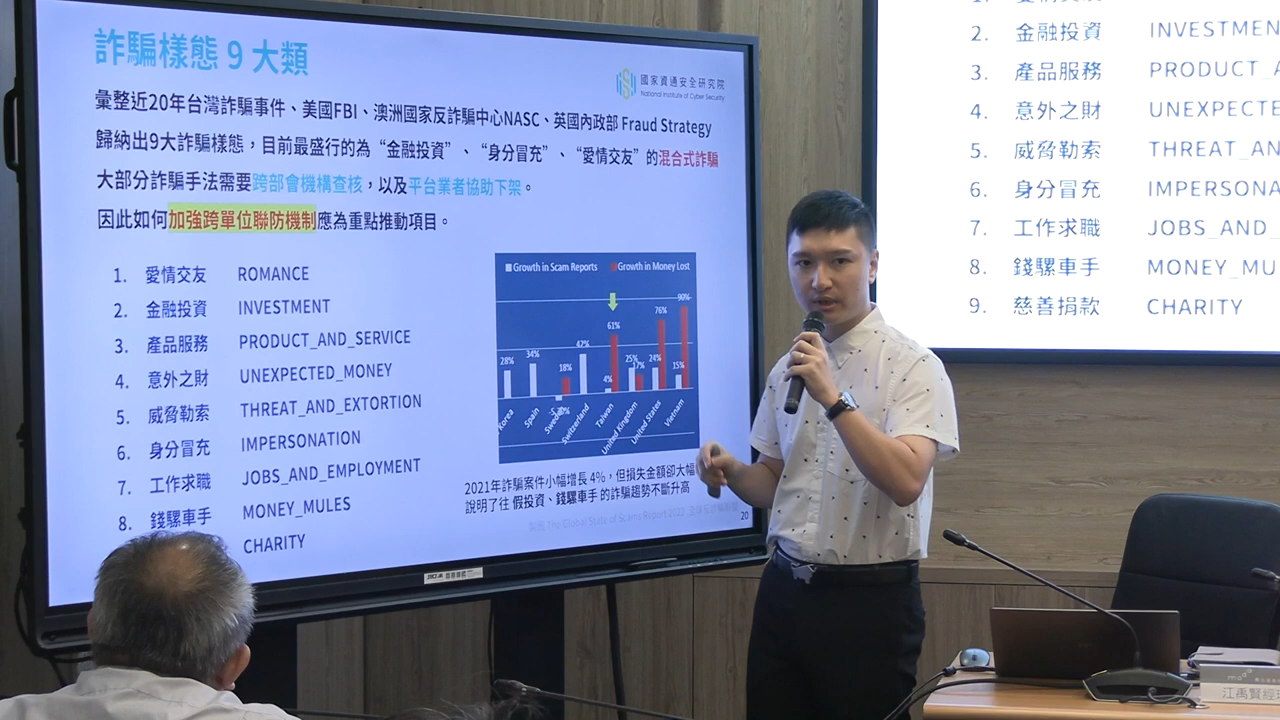 詐騙樣態 9 大類
國家資通安全研究院
National Institute of Cyber Security
彙整近20年台灣詐騙事件、美國FBI、澳洲國家反詐騙中心NASC、英國內政部 Fraud Strategy
歸納出9大詐騙樣態，目前最盛行的為“金融投資”、“身分冒充”、“愛情交友”的混合式詐騙
大部分詐騙手法需要跨部會機構查核，以及平台業者協助下架。
因此如何加強跨單位聯防機制應為重點推動項目。
1. 愛情交友 ROMANCE
2. 金融投資 INVESTMENT
3. 產品服務 PRODUCT_AND_SERVICE
4. 意外之財 UNEXPECTED_MONEY
5. 威脅勒索 THREAT_AND_EXTORTION
6. 身分冒充 IMPERSONATION
7. 工作求職 JOBS_AND_EMPLOYMENT
8. 錢騾車手 MONEY_MULES
CHARITY
Growth in Scam Reports Growth in Money Lost
28% 34% 18% 42% 4% 61% 25% 17% 24% 76% 15% 90%
Korea Spain Sweden Switzerland Taiwan United Kingdom United States Vietnam
2021年詐騙案件小幅增長 4%，但損失金額卻大幅
說明了往 假投資、錢騾車手 的詐騙趨勢不斷升高
The Global State of Scams Report 2022
20
2. 金融投資 INVESTMEN
3. 產品服務 PRODUCT_A
4. 意外之財 UNEXPECTE
5. 威脅勒索 THREAT_AN
6. 身分冒充 IMPERSONA
7. 工作求職 JOBS_AND_
8. 錢騾車手 MONEY_MU
9. 慈善捐款 CHARITY
moda
江禹賢經